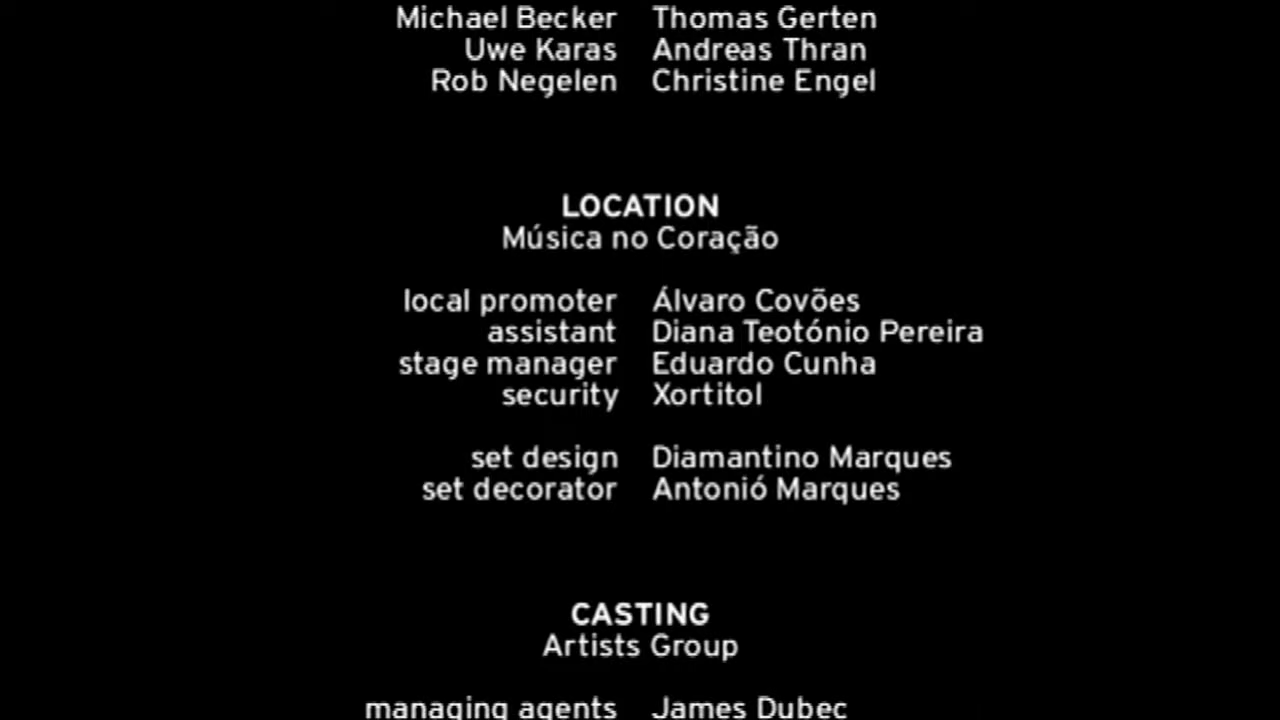 Michael Becker Thomas Gerten
Uwe Karas Andreas Thran
Rob Negelen Christine Engel
LOCATION
Música no Coração
local promoter Álvaro Covões
assistant Diana Teotónio Pereira
stage manager Eduardo Cunha
security Xortitol
set design Diamantino Marques
set decorator Antonió Marques
CASTING
Artists Group
managing agents James Dubec